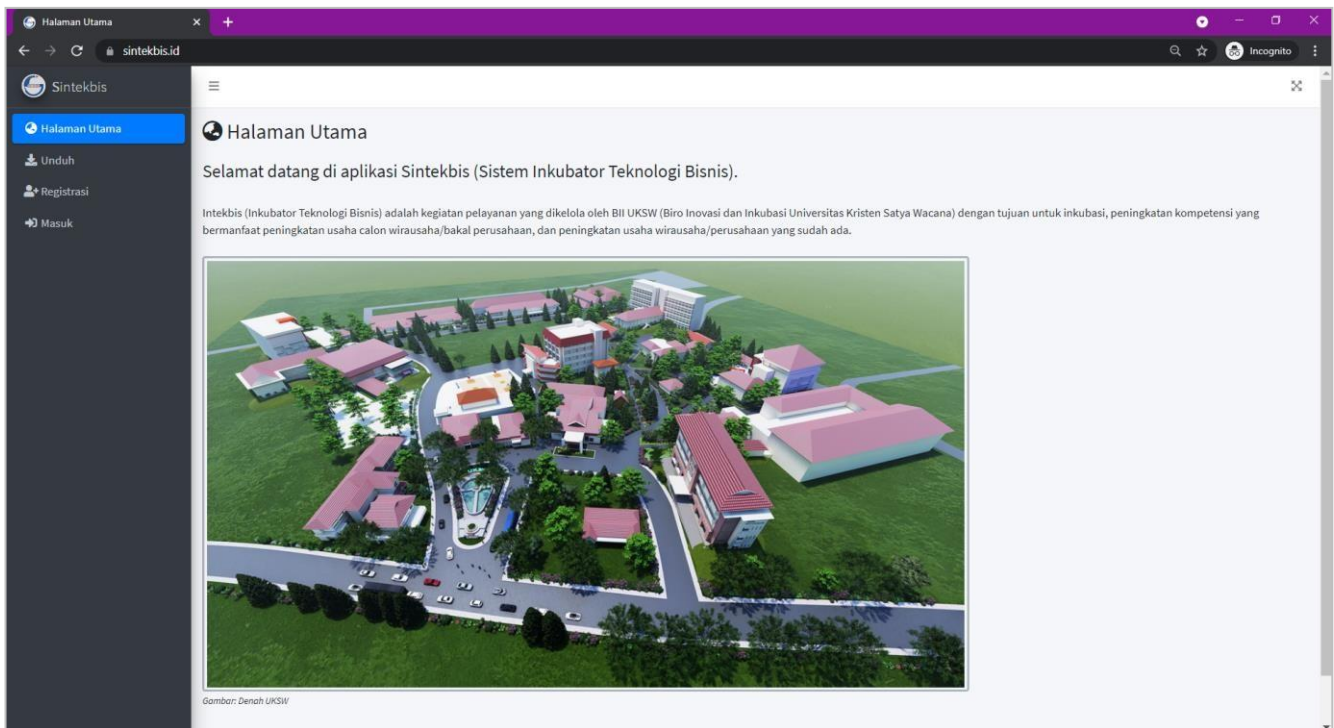 Halaman Utama
sintekbis.id
Incognito
Sintekbis
Halaman Utama
Unduh
Registrasi
Masuk
Halaman Utama
Selamat datang di aplikasi Sintekbis (Sistem Inkubator Teknologi Bisnis).
Intekbis (Inkubator Teknologi Bisnis) adalah kegiatan pelayanan yang dikelola oleh BII UKSW (Biro Inovasi dan Inkubasi Universitas Kristen Satya Wacana) dengan tujuan untuk inkubasi, peningkatan kompetensi yang
bermanfaat peningkatan usaha calon wirausaha/bakal perusahaan, dan peningkatan usaha wirausaha/perusahaan yang sudah ada.
Gambar: Denah UKSW